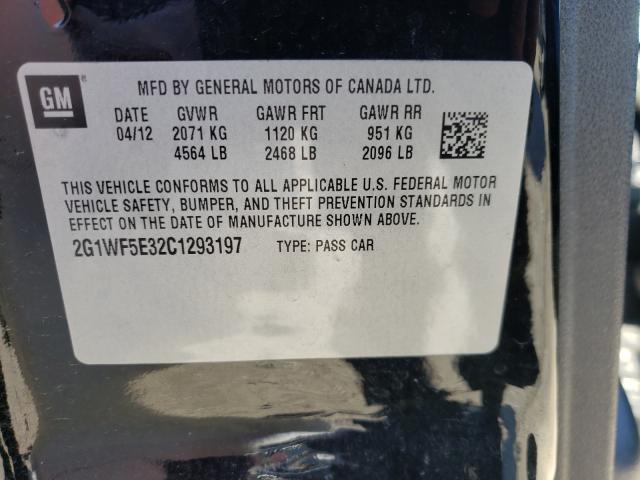 GM ®
MFD BY GENERAL MOTORS OF CANADA LTD.
DATE GVWR GAWR FRT GAWR RR
04/12 2071 KG 1120 KG 951 KG
4564 LB 2468 LB 2096 LB
THIS VEHICLE CONFORMS TO ALL APPLICABLE U.S. FEDERAL MOTOR
VEHICLE SAFETY, BUMPER, AND THEFT PREVENTION STANDARDS IN
EFFECT ON THE DATE OF MANUFACTURE SHOWN ABOVE.
2G1WF5E32C1293197 TYPE: PASS CAR